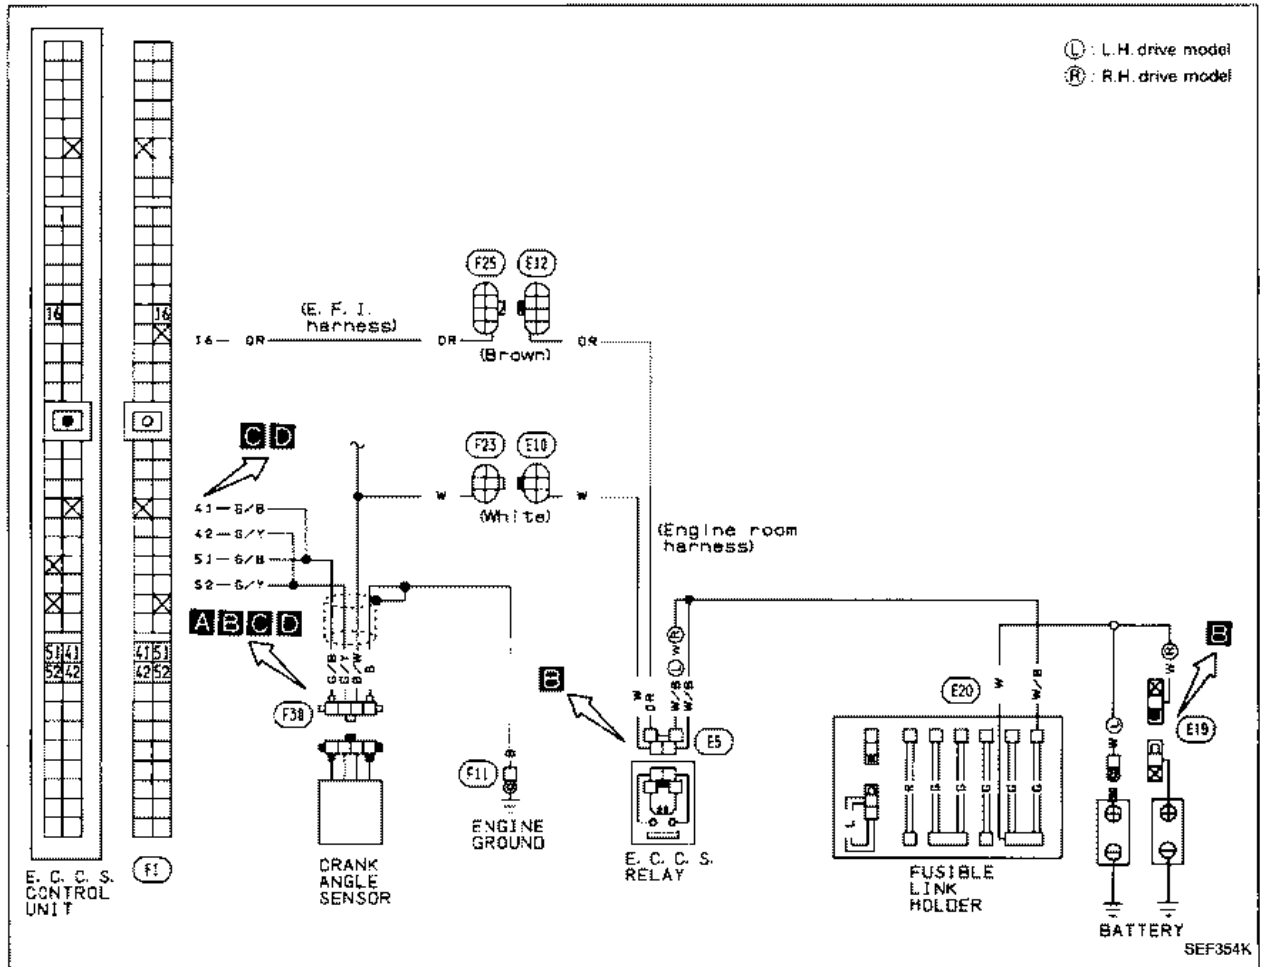 L : L.H. drive model
R : R.H. drive model
F25 E12
16 16
(E. F. I.
harness)
16 OR OR OR
(Brown)
C D
F23 E10
W W
(White)
41 G/B
42 G/Y
51 G/B
52 G/Y
(Engine room
harness)
A B C D
51 41 41 51
52 42 42 52
G/B G/Y B/W B
B
W OR W/B L W R W/B
E20 W W/B
W R
B
F30
E5
E19
W L
F11
B
R G G G G G
L
ENGINE
GROUND
E. C. C. S.
RELAY
CRANK
ANGLE
SENSOR
FUSIBLE
LINK
HOLDER
E. C. C. S.
CONTROL
UNIT
F1
BATTERY
SEF354K